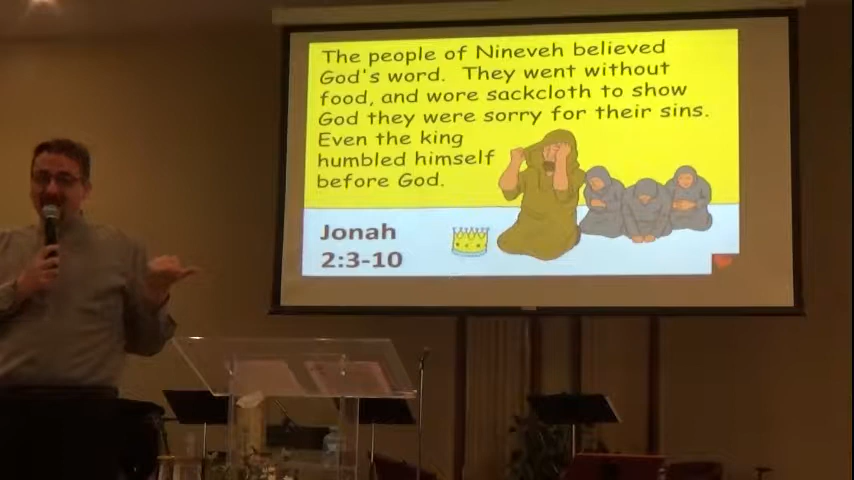 The people of Nineveh believed
God's word. They went without
food, and wore sackcloth to show
God they were sorry for their sins.
Even the king
humbled himself
before God.
Jonah
2:3-10